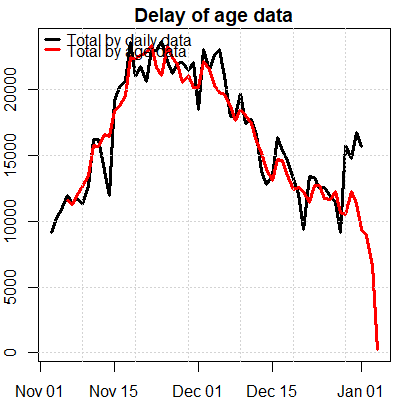 Delay of age data
Total by daily data
Total by age data
20000
15000
10000
5000
0
Nov 01 Nov 15 Dec 01 Dec 15 Jan 01